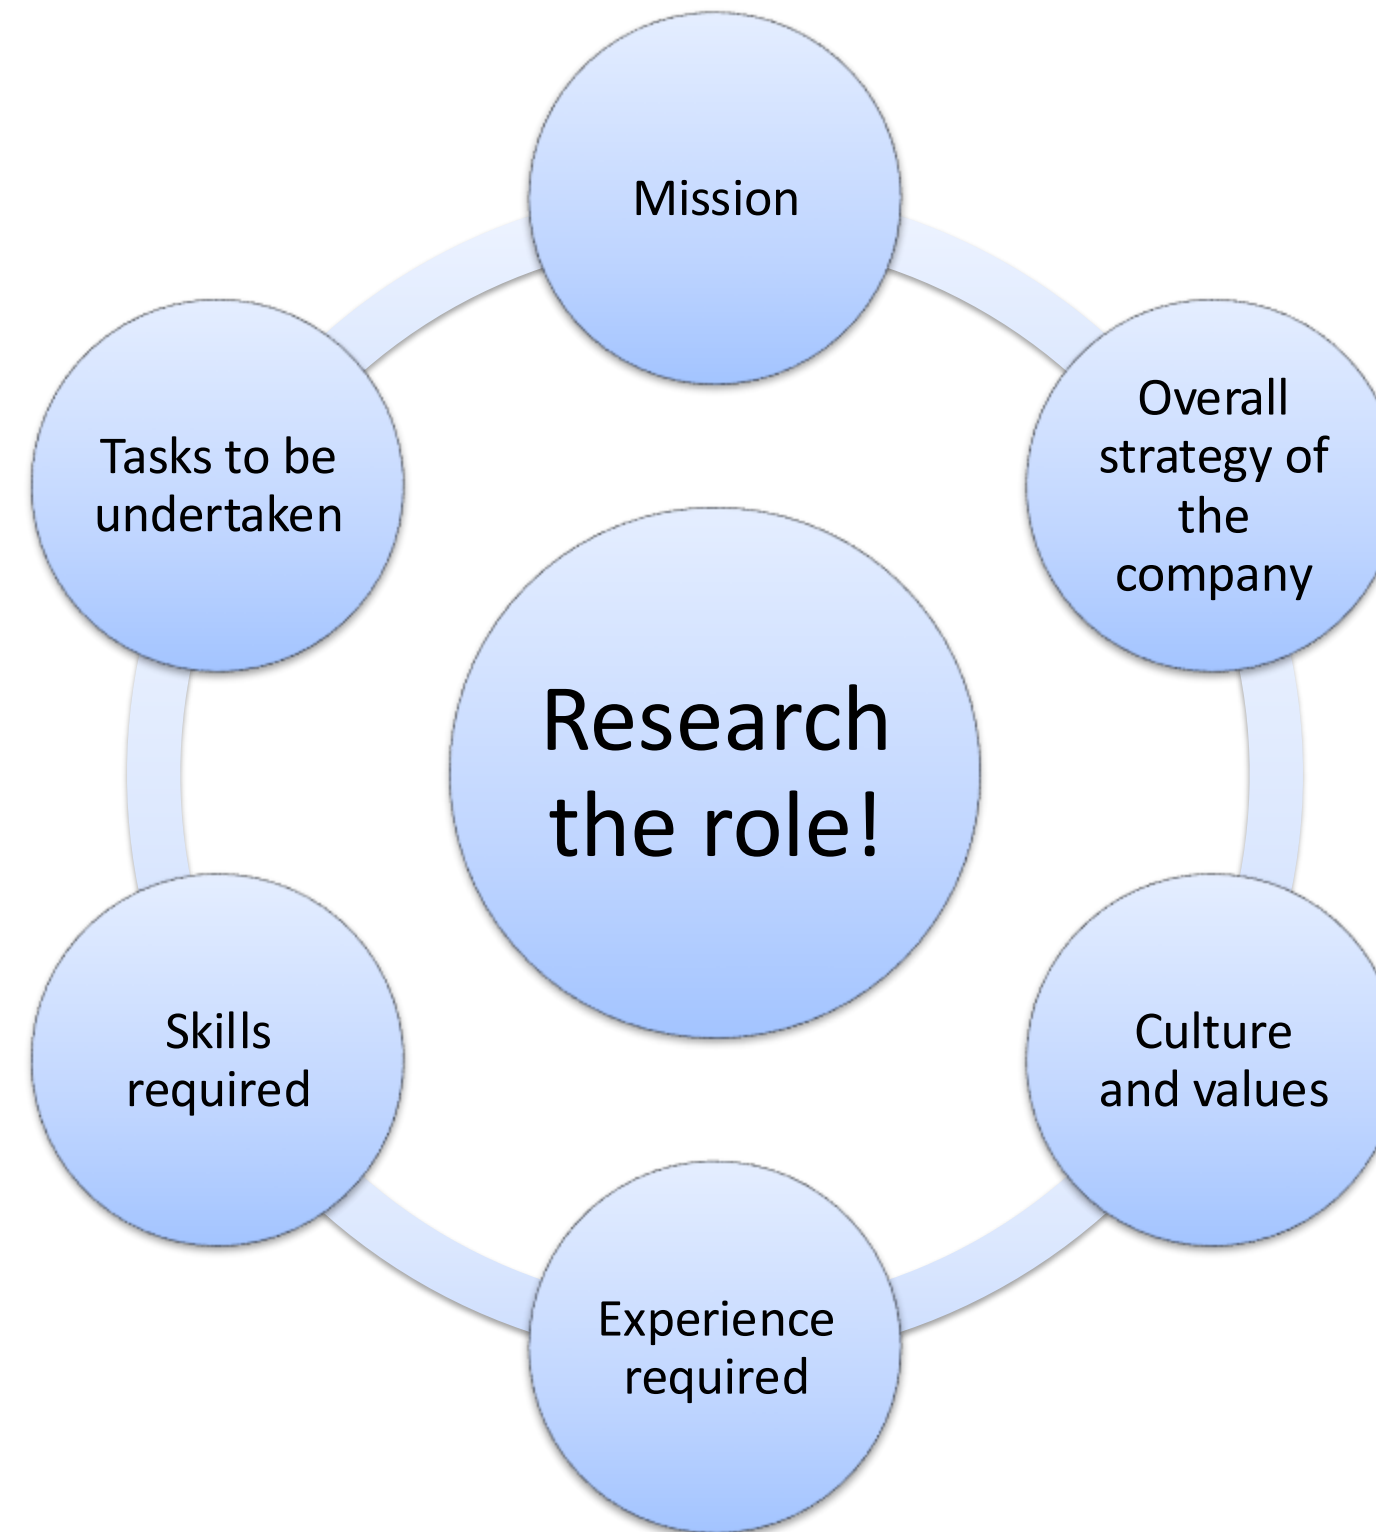 Mission
Overall
strategy of
the
company
Tasks to be
undertaken
Research
the role!
Culture
and values
Skills
required
Experience
required